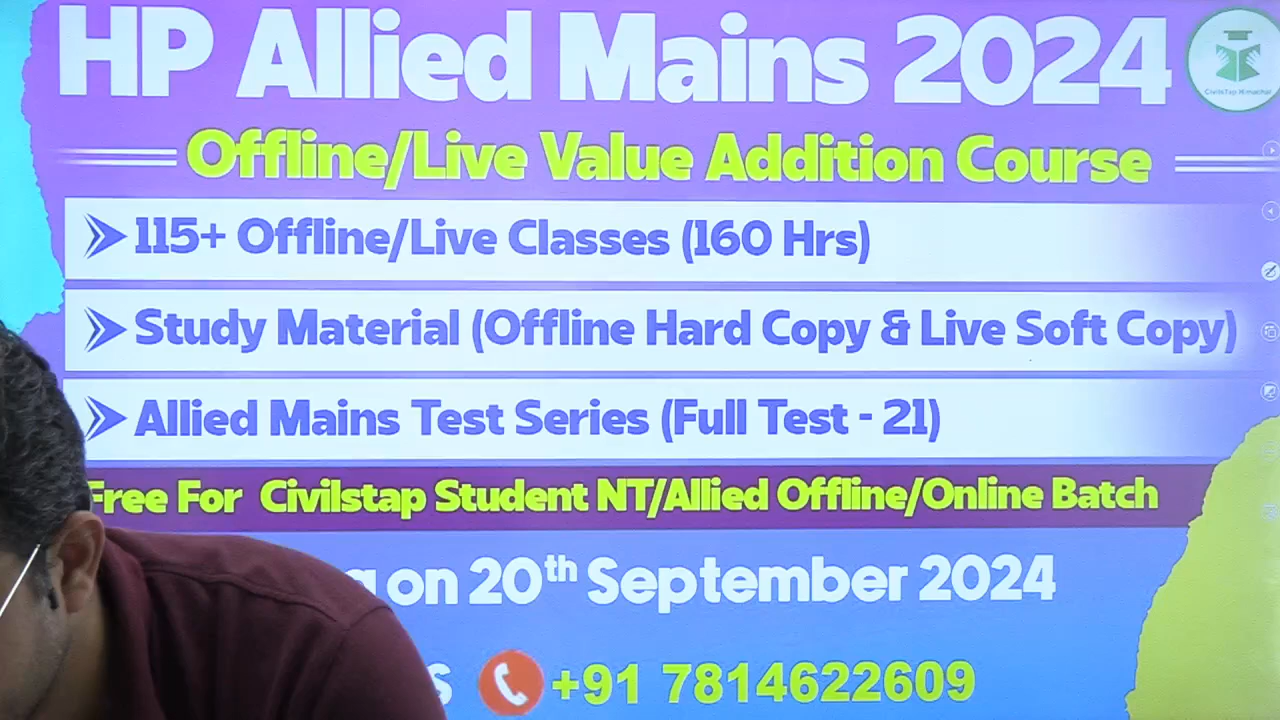 HP Allied Mains 2024
CivilsTap Himachal
Offline/Live Value Addition Course
115+ Offline/Live Classes (160 Hrs)
Study Material (Offline Hard Copy & Live Soft Copy)
Allied Mains Test Series (Full Test - 21)
Free For Civilstap Student NT/Allied Offline/Online Batch
on 20th September 2024
+91 7814622609